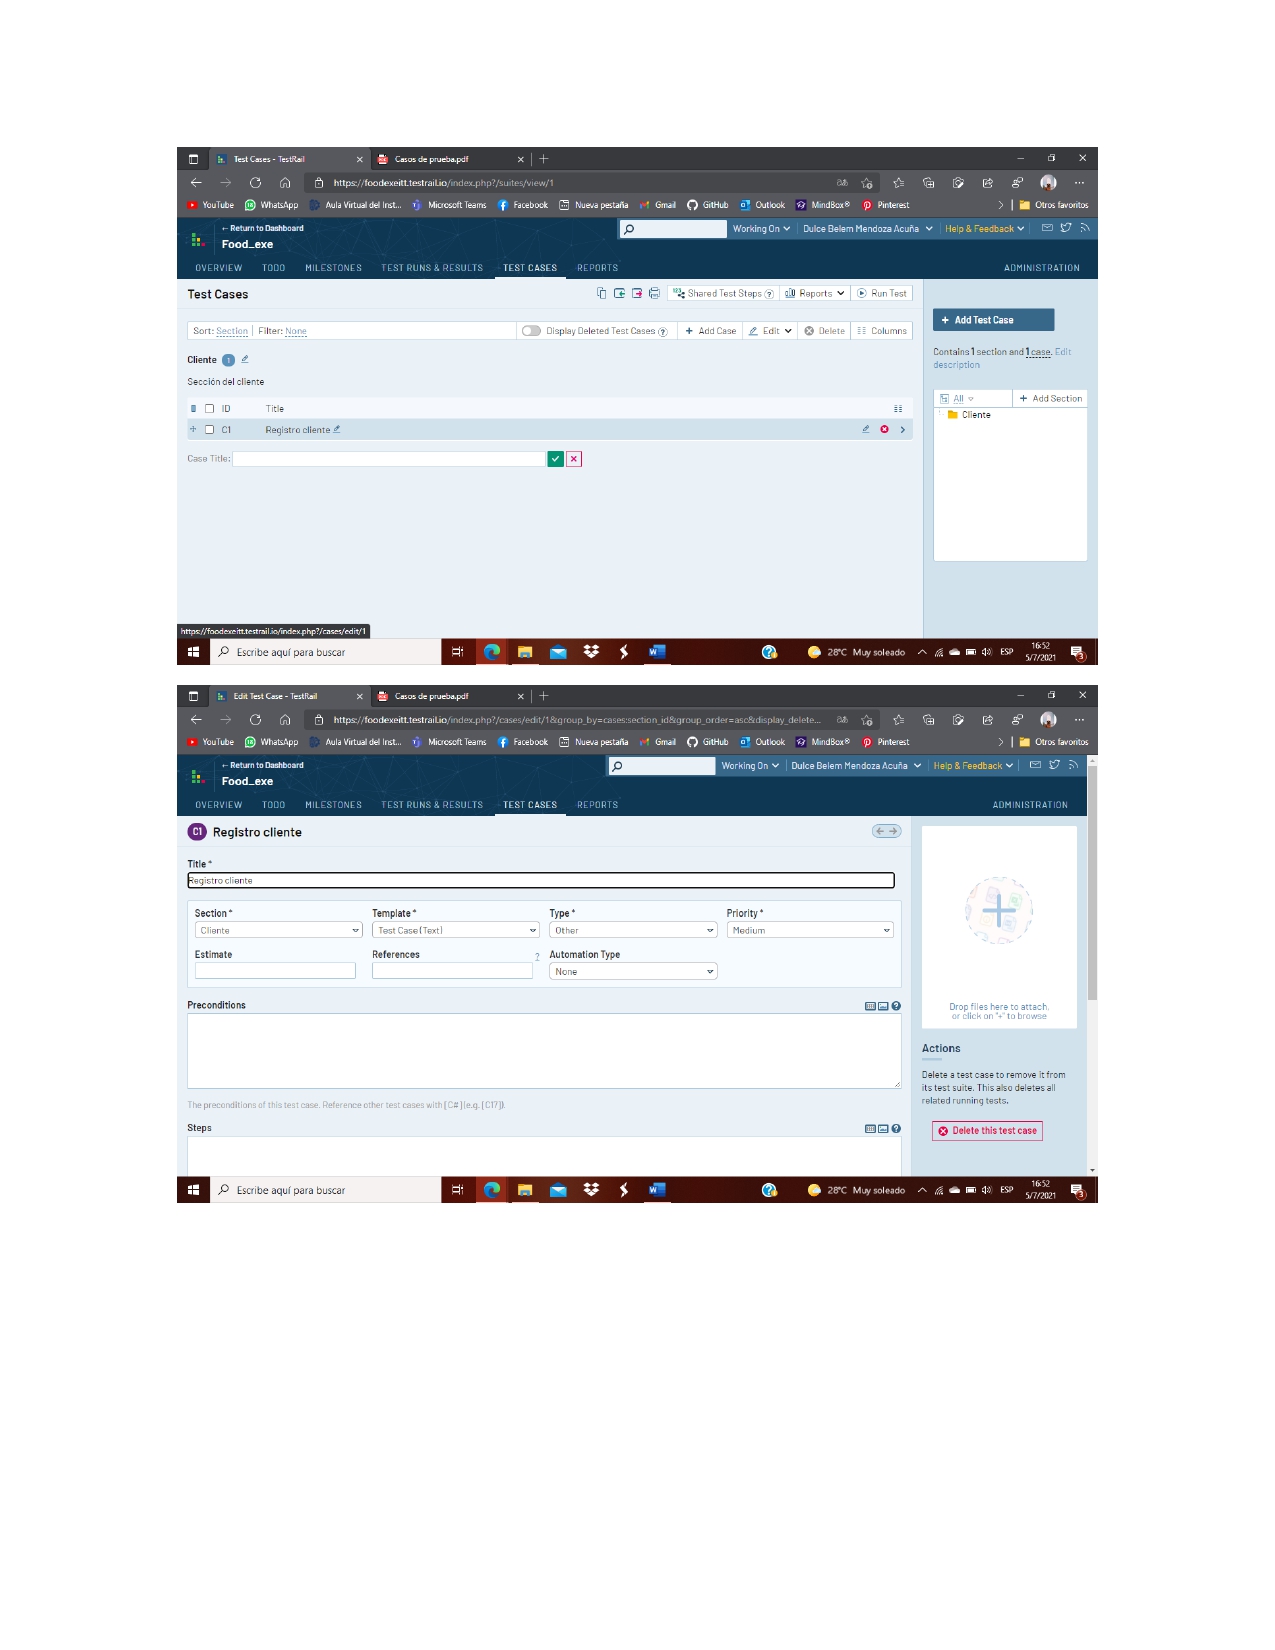 Test Cases - TestRail
Casos de prueba.pdf
https://foodexeitt.testrail.io/index.php?/suites/view/1
YouTube WhatsApp Aula Virtual del Inst... Microsoft Teams Facebook Nueva pestaña Gmail GitHub Outlook MindBox® Pinterest Otros favoritos
← Return to Dashboard
Working On Dulce Belem Mendoza Acuña Help & Feedback
Food_exe
OVERVIEW TODO MILESTONES TEST RUNS & RESULTS TEST CASES REPORTS ADMINISTRATION
Test Cases
Shared Test Steps ? Reports Run Test
Sort: Section | Filter: None
Display Deleted Test Cases ? + Add Case Edit Delete Columns
+ Add Test Case
Contains 1 section and 1 case. Edit
description
Cliente 1
Sección del cliente
ID Title
C1 Registro cliente
Case Title:
All + Add Section
Cliente
https://foodexeitt.testrail.io/index.php?/cases/edit/1
Escribe aquí para buscar
28°C Muy soleado
ESP
16:52
5/7/2021
3
Edit Test Case - TestRail
Casos de prueba.pdf
https://foodexeitt.testrail.io/index.php?/cases/edit/1&group_by=cases:section_id&group_order=asc&display_delete...
YouTube WhatsApp Aula Virtual del Inst... Microsoft Teams Facebook Nueva pestaña Gmail GitHub Outlook MindBox® Pinterest Otros favoritos
← Return to Dashboard
Working On Dulce Belem Mendoza Acuña Help & Feedback
Food_exe
OVERVIEW TODO MILESTONES TEST RUNS & RESULTS TEST CASES REPORTS ADMINISTRATION
C1 Registro cliente
Title *
Registro cliente
Section * Template * Type * Priority *
Cliente Test Case (Text) Other Medium
Estimate References ? Automation Type
None
Preconditions
The preconditions of this test case. Reference other test cases with [C#] (e.g. [C17]).
Steps
Drop files here to attach,
or click on "+" to browse
Actions
Delete a test case to remove it from
its test suite. This also deletes all
related running tests.
Delete this test case
Escribe aquí para buscar
28°C Muy soleado
ESP
16:52
5/7/2021
3